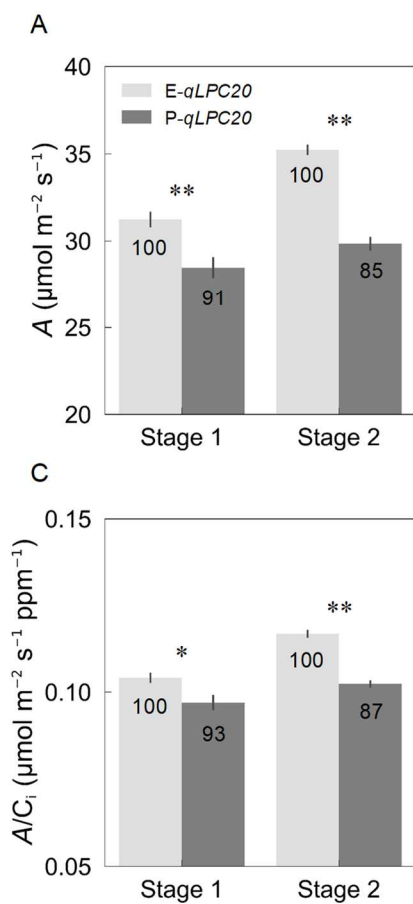 A
A (μmol m⁻² s⁻¹)
40
35
30
25
20
E-qLPC20
P-qLPC20
**
**
100
91
100
85
Stage 1
Stage 2
C
A/Cᵢ (μmol m⁻² s⁻¹ ppm⁻¹)
0.15
0.10
0.05
*
**
100
93
100
87
Stage 1
Stage 2